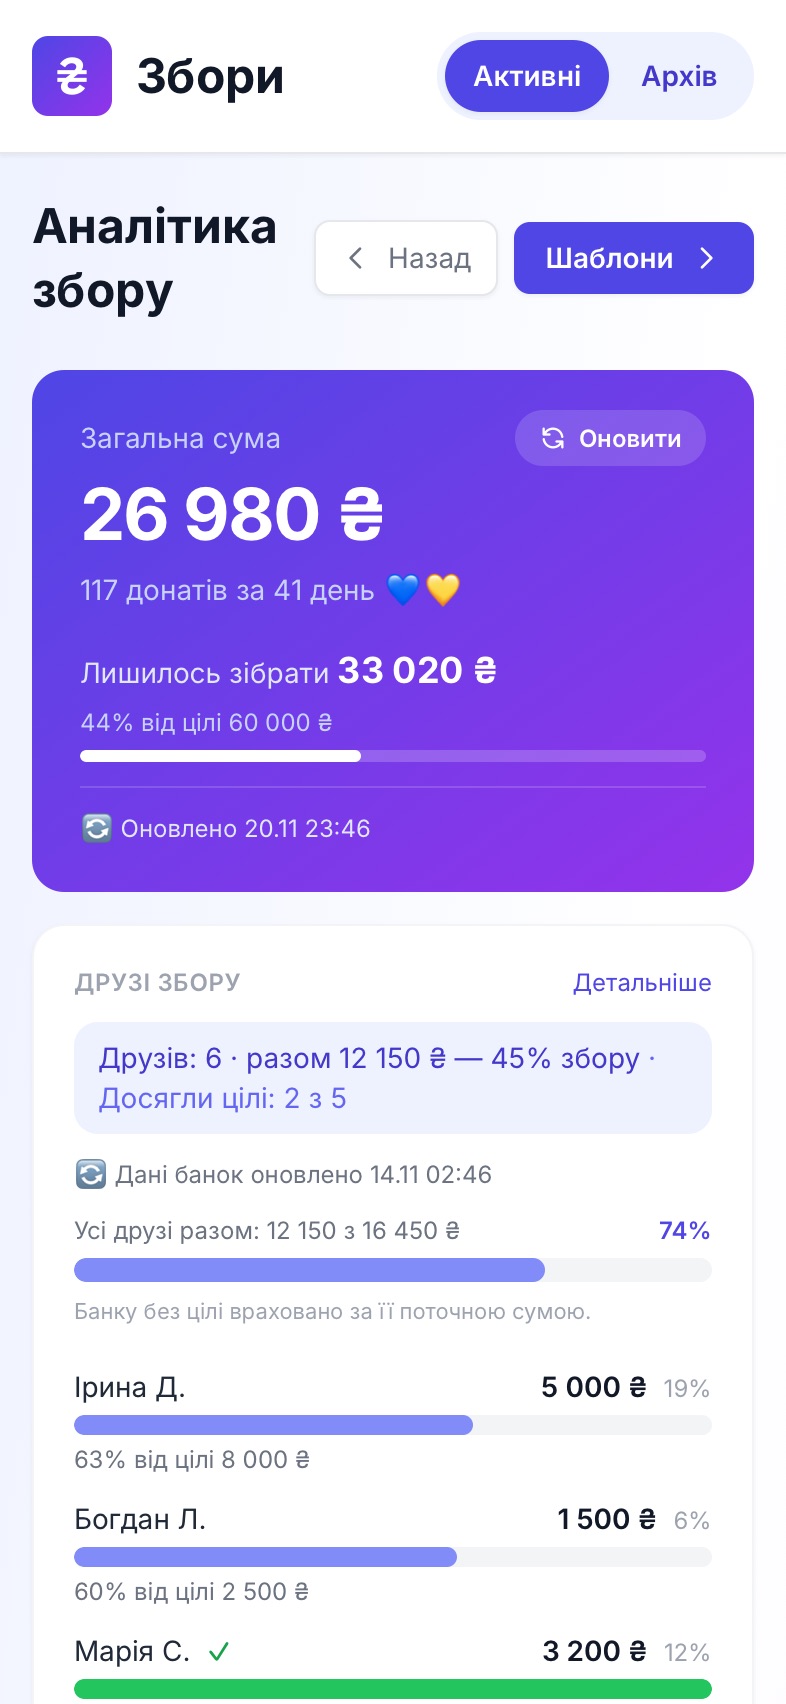 ₴ Збори Активні Архів
Аналітика
збору
Назад Шаблони
Загальна сума Оновити
26 980 ₴
117 донатів за 41 день 💙💛
Лишилось зібрати 33 020 ₴
44% від цілі 60 000 ₴
🔄 Оновлено 20.11 23:46
ДРУЗІ ЗБОРУ Детальніше
Друзів: 6 · разом 12 150 ₴ — 45% збору ·
Досягли цілі: 2 з 5
🔄 Дані банок оновлено 14.11 02:46
Усі друзі разом: 12 150 з 16 450 ₴ 74%
Банку без цілі враховано за її поточною сумою.
Ірина Д. 5 000 ₴ 19%
63% від цілі 8 000 ₴
Богдан Л. 1 500 ₴ 6%
60% від цілі 2 500 ₴
Марія С. ✓ 3 200 ₴ 12%